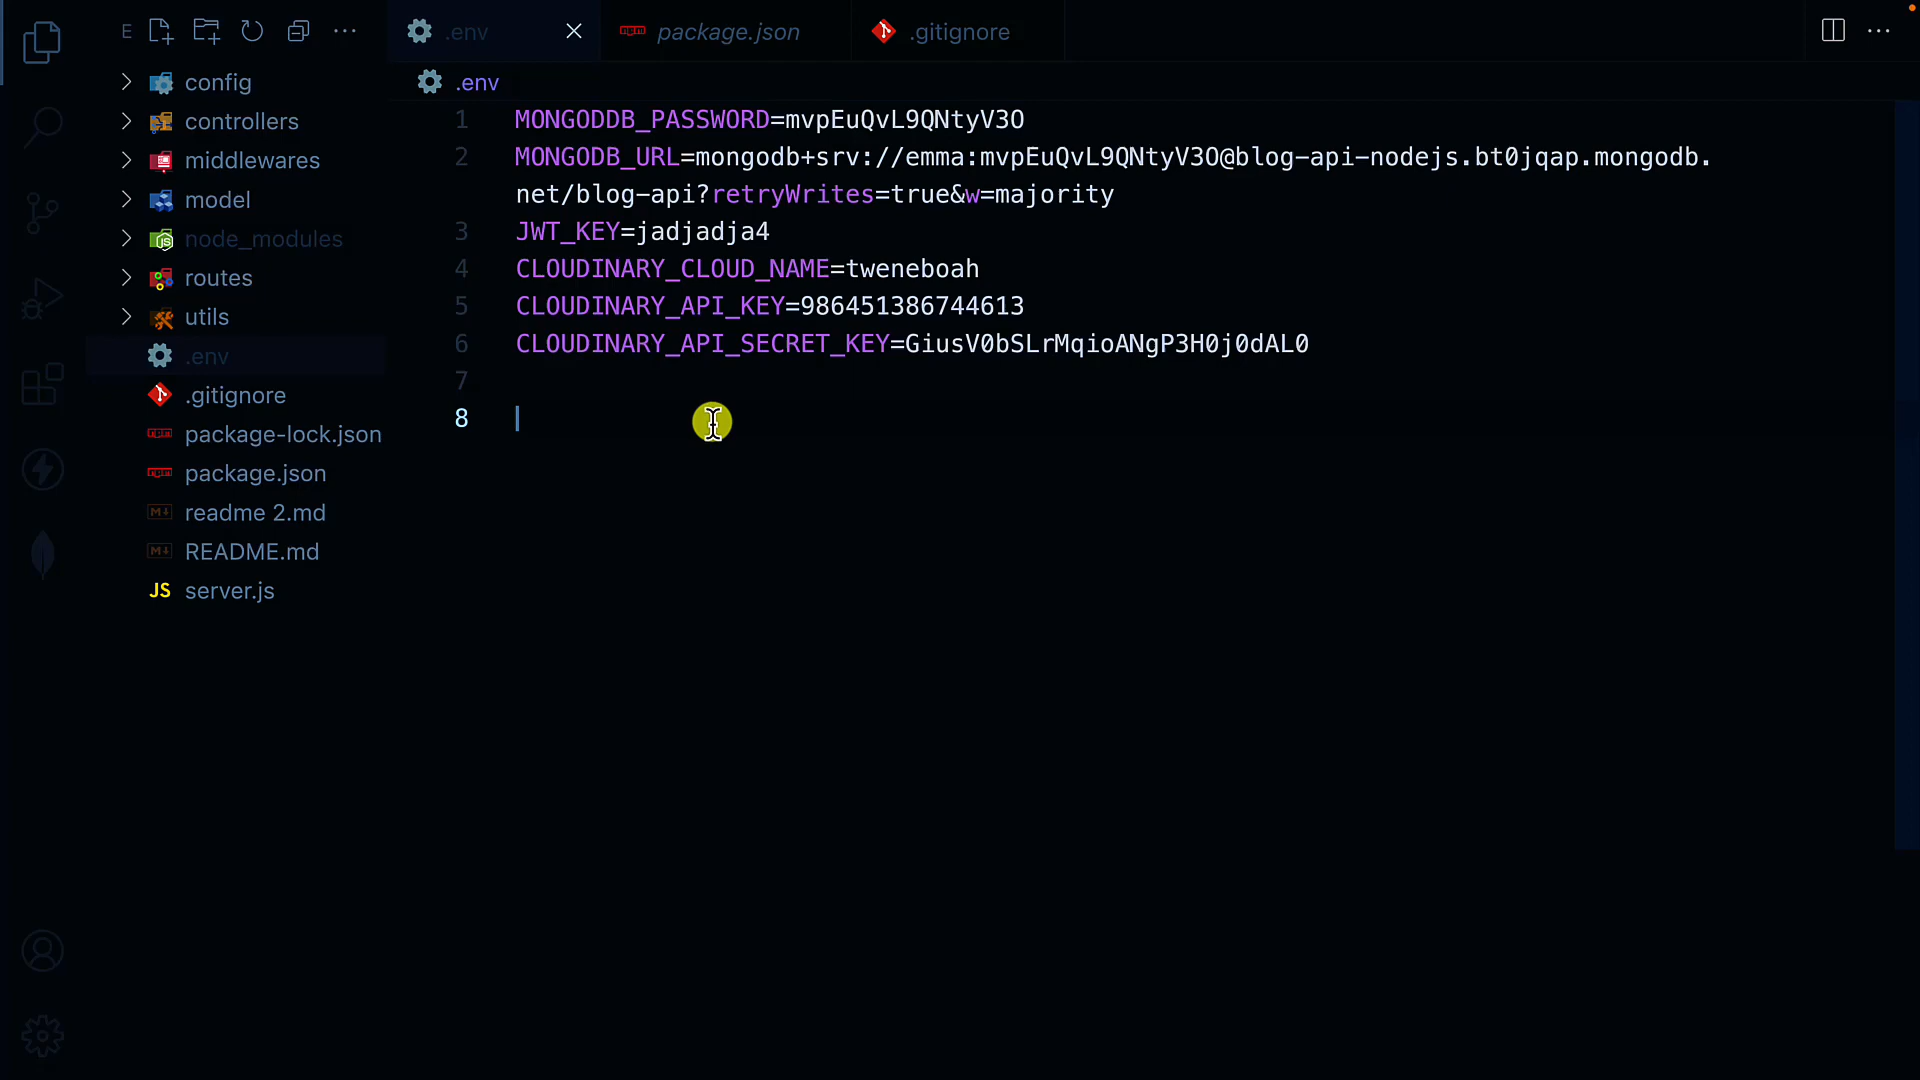 E
.env
package.json
.gitignore
.env
config
controllers
middlewares
model
node_modules
routes
utils
.env
.gitignore
package-lock.json
package.json
readme 2.md
README.md
JS server.js
1 MONGODDB_PASSWORD=mvpEuQvL9QNtyV3O
2 MONGODB_URL=mongodb+srv://emma:mvpEuQvL9QNtyV3O@blog-api-nodejs.bt0jqap.mongodb.
net/blog-api?retryWrites=true&w=majority
3 JWT_KEY=jadjadja4
4 CLOUDINARY_CLOUD_NAME=tweneboah
5 CLOUDINARY_API_KEY=986451386744613
6 CLOUDINARY_API_SECRET_KEY=GiusV0bSLrMqioANgP3H0j0dAL0
7
8